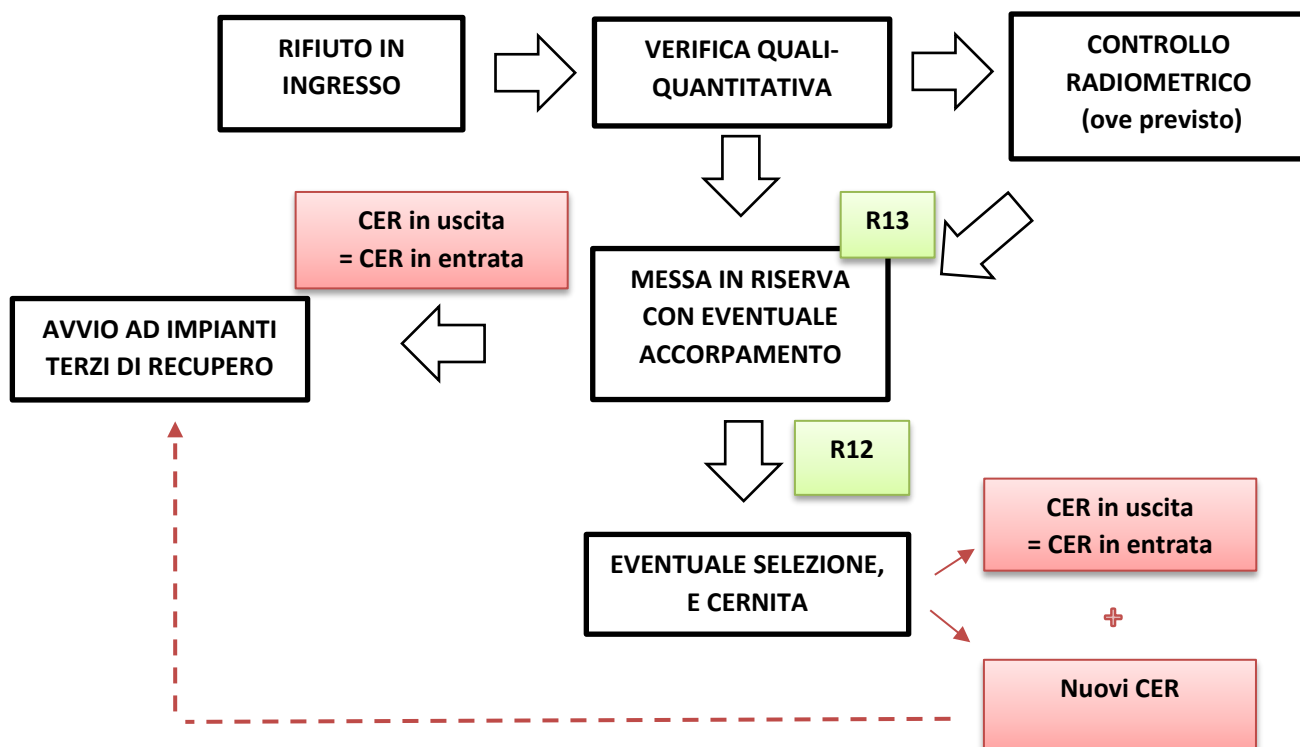 RIFIUTO IN
INGRESSO
VERIFICA QUALI-
QUANTITATIVA
CONTROLLO
RADIOMETRICO
(ove previsto)
CER in uscita
= CER in entrata
R13
MESSA IN RISERVA
CON EVENTUALE
ACCORPAMENTO
AVVIO AD IMPIANTI
TERZI DI RECUPERO
R12
EVENTUALE SELEZIONE,
E CERNITA
CER in uscita
= CER in entrata
Nuovi CER